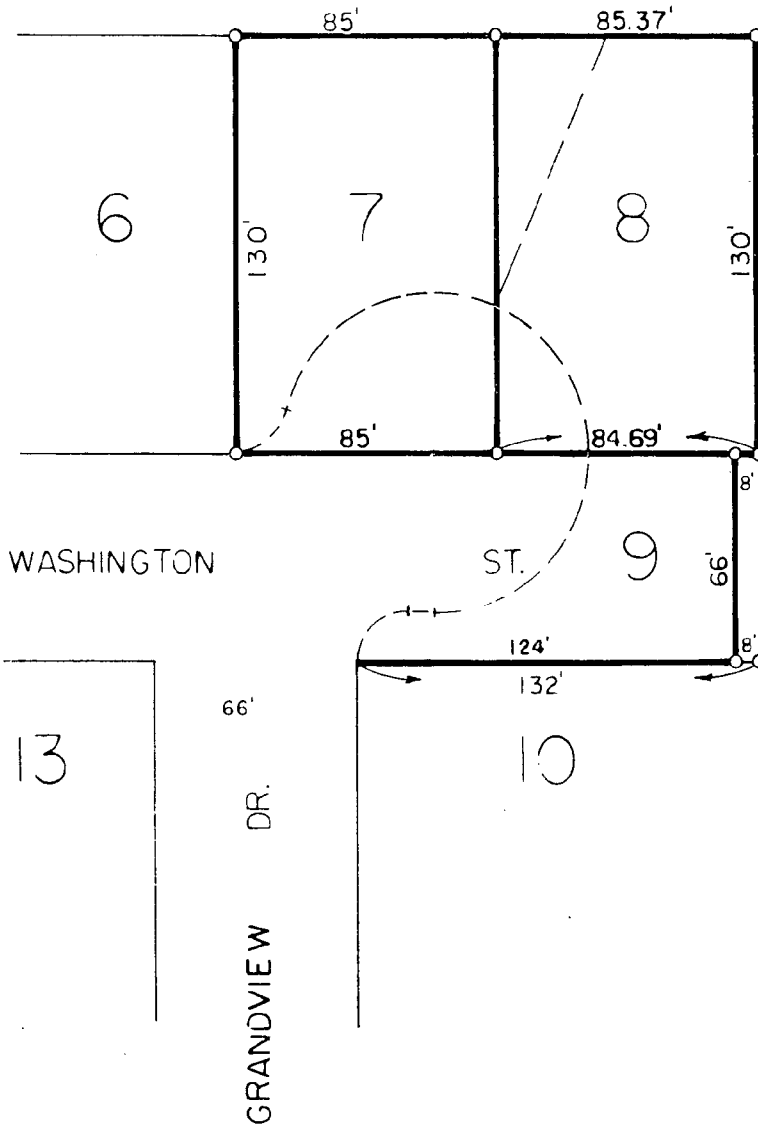 85' 85.37'
6 7 8
130' 130'
85' 84.69'
8'
WASHINGTON ST. 9 66'
124' 8'
132'
66'
13 10
GRANDVIEW DR.